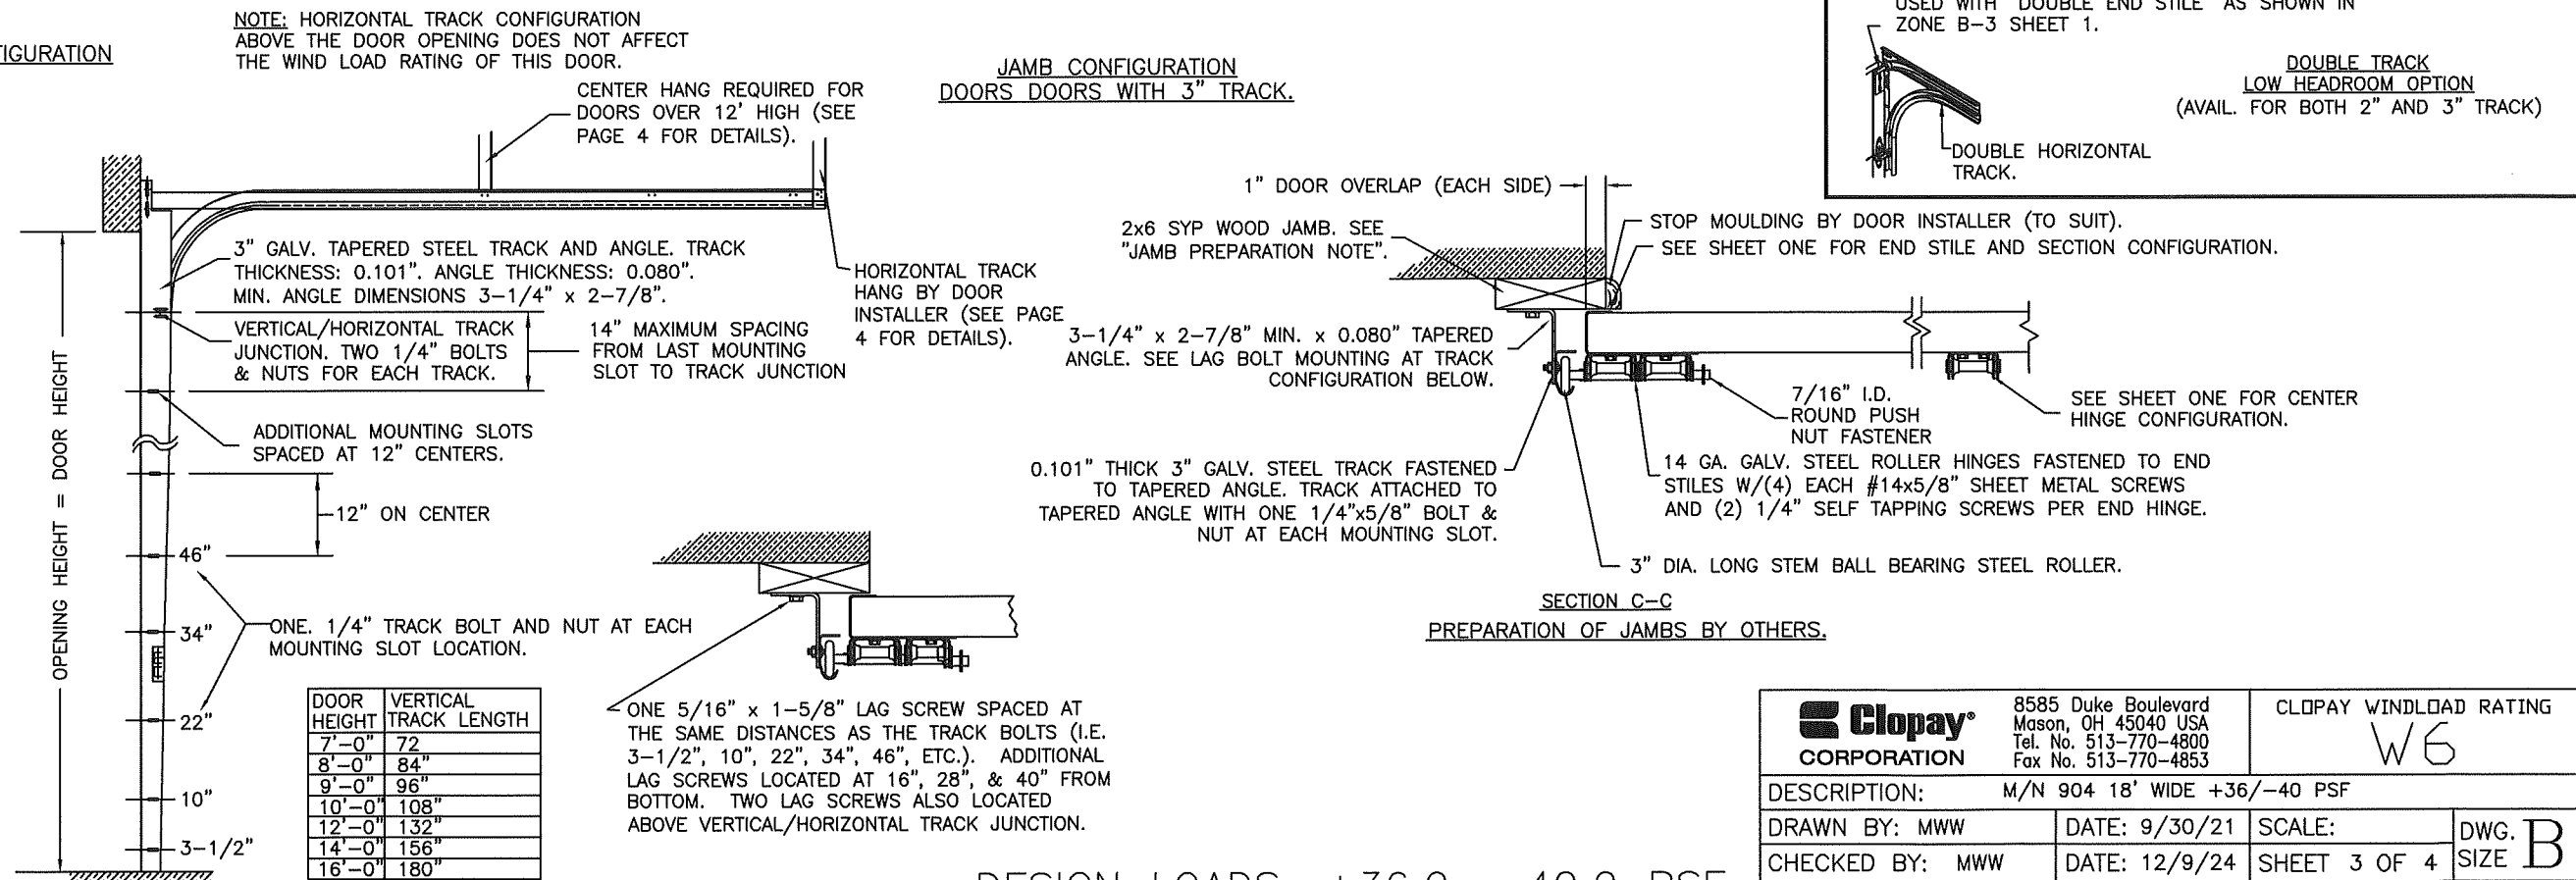 IGURATION
NOTE: HORIZONTAL TRACK CONFIGURATION
ABOVE THE DOOR OPENING DOES NOT AFFECT
THE WIND LOAD RATING OF THIS DOOR.
CENTER HANG REQUIRED FOR
DOORS OVER 12' HIGH (SEE
PAGE 4 FOR DETAILS).
3" GALV. TAPERED STEEL TRACK AND ANGLE. TRACK
THICKNESS: 0.101". ANGLE THICKNESS: 0.080".
MIN. ANGLE DIMENSIONS 3-1/4" x 2-7/8".
HORIZONTAL TRACK
HANG BY DOOR
INSTALLER (SEE PAGE
4 FOR DETAILS).
VERTICAL/HORIZONTAL TRACK
JUNCTION. TWO 1/4" BOLTS
& NUTS FOR EACH TRACK.
14" MAXIMUM SPACING
FROM LAST MOUNTING
SLOT TO TRACK JUNCTION
ADDITIONAL MOUNTING SLOTS
SPACED AT 12" CENTERS.
OPENING HEIGHT = DOOR HEIGHT
12" ON CENTER
46"
34"
22"
10"
3-1/2"
ONE. 1/4" TRACK BOLT AND NUT AT EACH
MOUNTING SLOT LOCATION.
DOOR HEIGHT VERTICAL TRACK LENGTH
7'-0" 72
8'-0" 84"
9'-0" 96"
10'-0" 108"
12'-0" 132"
14'-0" 156"
16'-0" 180"
ONE 5/16" x 1-5/8" LAG SCREW SPACED AT
THE SAME DISTANCES AS THE TRACK BOLTS (I.E.
3-1/2", 10", 22", 34", 46", ETC.). ADDITIONAL
LAG SCREWS LOCATED AT 16", 28", & 40" FROM
BOTTOM. TWO LAG SCREWS ALSO LOCATED
ABOVE VERTICAL/HORIZONTAL TRACK JUNCTION.
JAMB CONFIGURATION
DOORS DOORS WITH 3" TRACK.
1" DOOR OVERLAP (EACH SIDE)
2x6 SYP WOOD JAMB. SEE
"JAMB PREPARATION NOTE".
STOP MOULDING BY DOOR INSTALLER (TO SUIT).
SEE SHEET ONE FOR END STILE AND SECTION CONFIGURATION.
3-1/4" x 2-7/8" MIN. x 0.080" TAPERED
ANGLE. SEE LAG BOLT MOUNTING AT TRACK
CONFIGURATION BELOW.
7/16" I.D.
ROUND PUSH
NUT FASTENER
SEE SHEET ONE FOR CENTER
HINGE CONFIGURATION.
0.101" THICK 3" GALV. STEEL TRACK FASTENED
TO TAPERED ANGLE. TRACK ATTACHED TO
TAPERED ANGLE WITH ONE 1/4"x5/8" BOLT &
NUT AT EACH MOUNTING SLOT.
14 GA. GALV. STEEL ROLLER HINGES FASTENED TO END
STILES W/(4) EACH #14x5/8" SHEET METAL SCREWS
AND (2) 1/4" SELF TAPPING SCREWS PER END HINGE.
3" DIA. LONG STEM BALL BEARING STEEL ROLLER.
SECTION C-C
PREPARATION OF JAMBS BY OTHERS.
USED WITH "DOUBLE END STILE" AS SHOWN IN
ZONE B-3 SHEET 1.
DOUBLE TRACK
LOW HEADROOM OPTION
(AVAIL. FOR BOTH 2" AND 3" TRACK)
DOUBLE HORIZONTAL
TRACK.
Clopay®
CORPORATION
8585 Duke Boulevard
Mason, OH 45040 USA
Tel. No. 513-770-4800
Fax No. 513-770-4853
CLOPAY WINDLOAD RATING
W6
DESCRIPTION: M/N 904 18' WIDE +36/-40 PSF
DRAWN BY: MWW DATE: 9/30/21 SCALE:
CHECKED BY: MWW DATE: 12/9/24 SHEET 3 OF 4
DWG. SIZE B